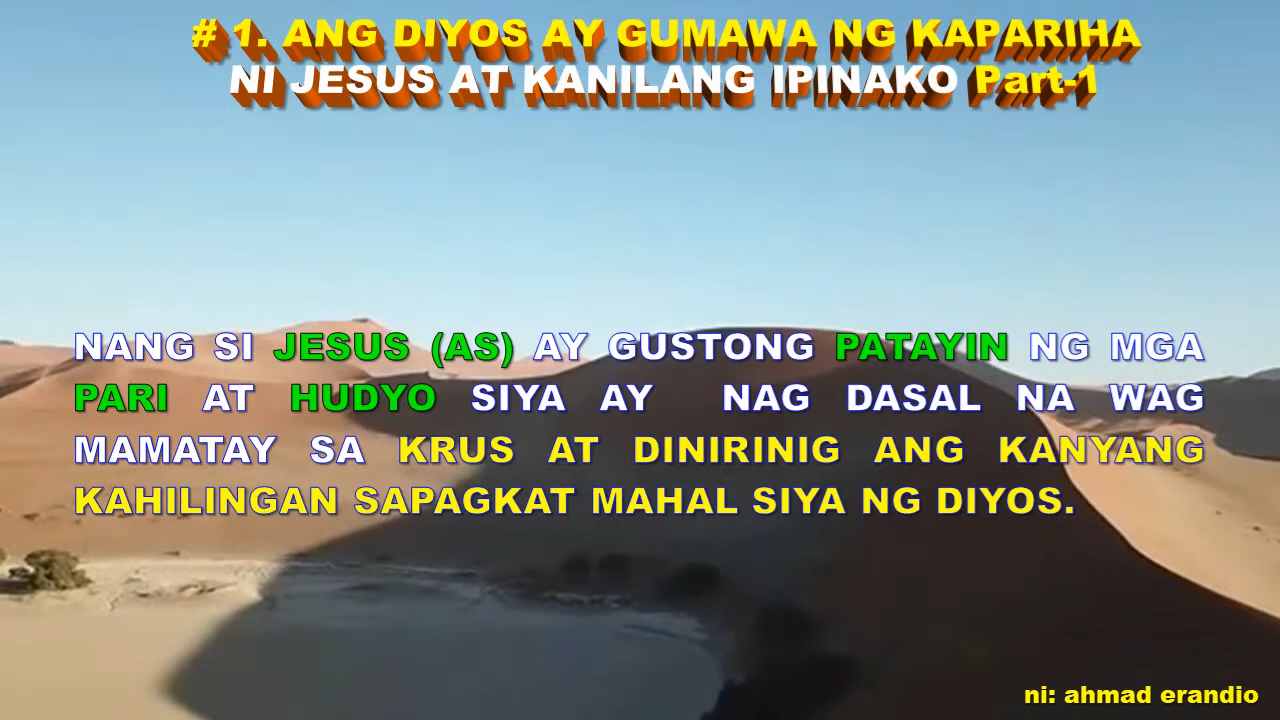 # 1. ANG DIYOS AY GUMAWA NG KAPARIHA
NI JESUS AT KANILANG IPINAKO Part-1
NANG SI JESUS (AS) AY GUSTONG PATAYIN NG MGA
PARI AT HUDYO SIYA AY NAG DASAL NA WAG
MAMATAY SA KRUS AT DINIRINIG ANG KANYANG
KAHILINGAN SAPAGKAT MAHAL SIYA NG DIYOS.
ni: ahmad erandio